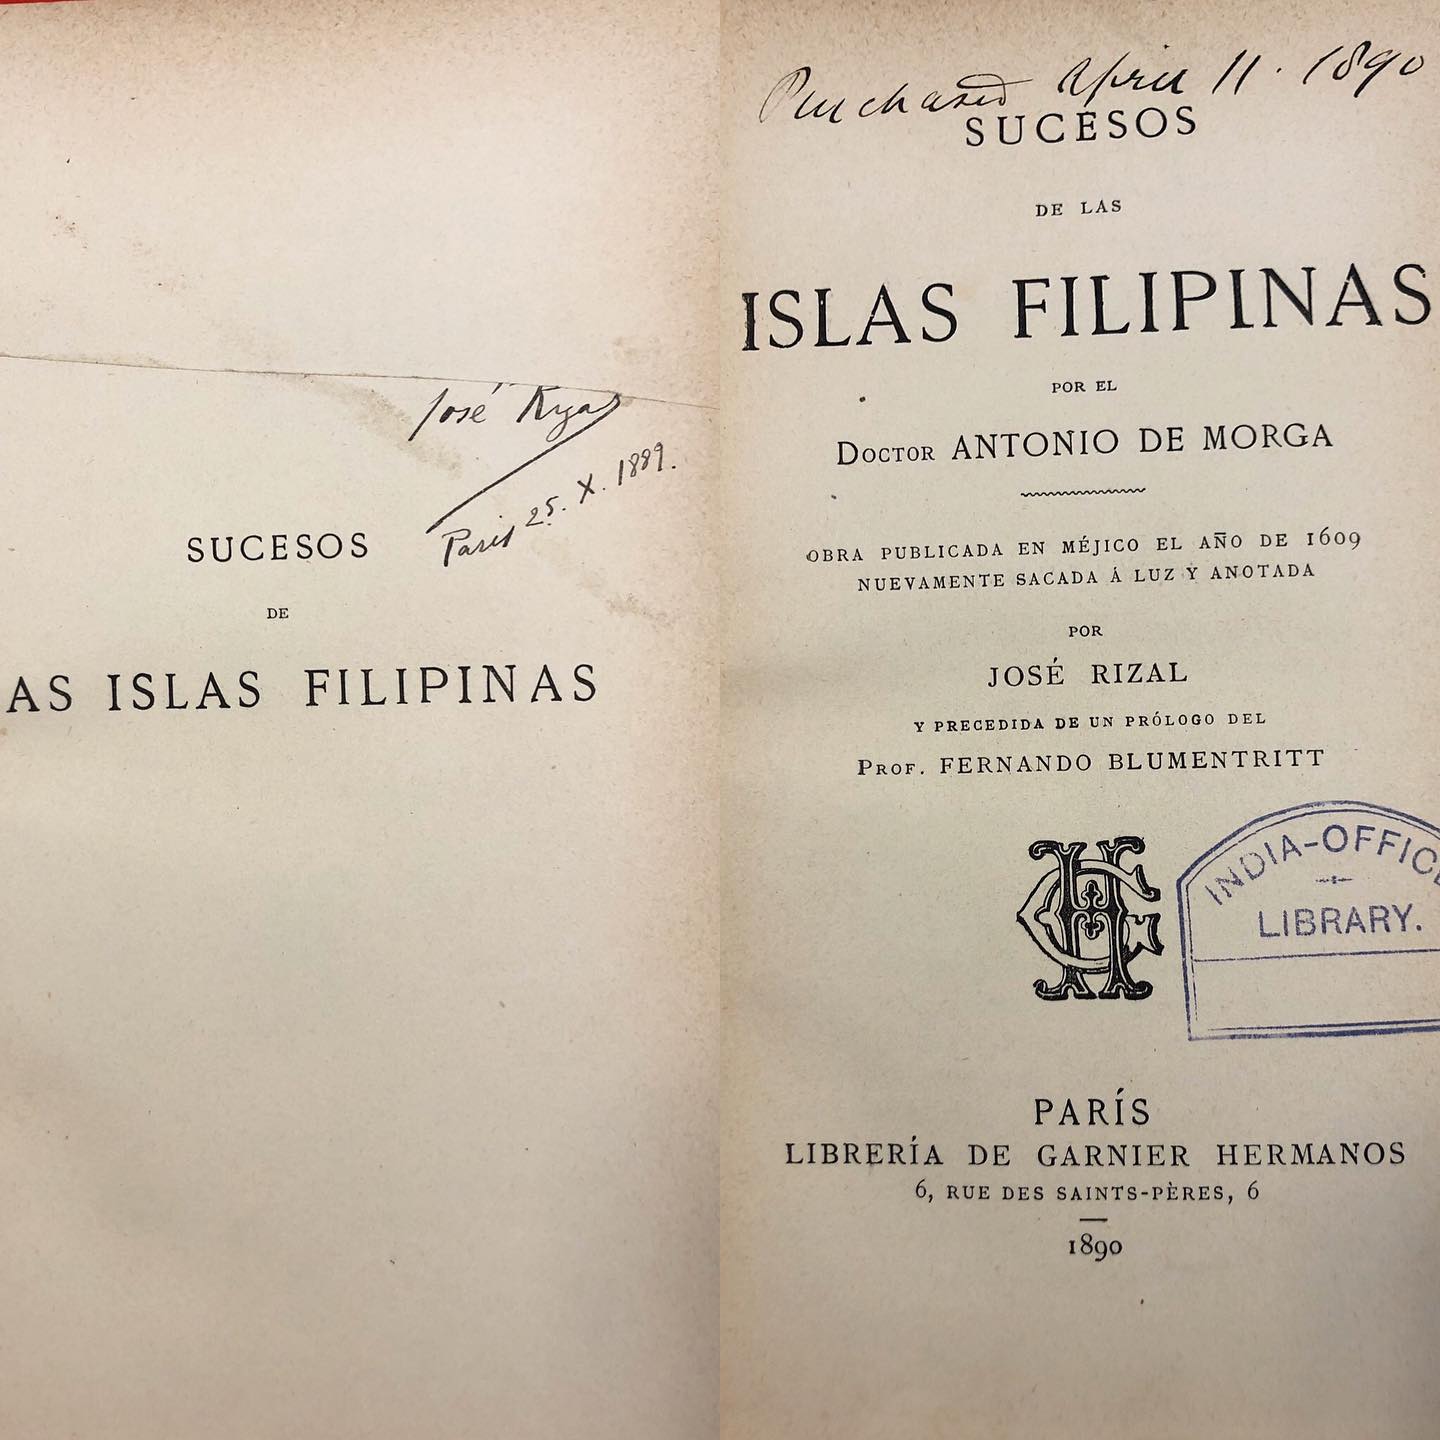 José Rizal
Paris 25. X. 1889.
SUCESOS
DE
AS ISLAS FILIPINAS
Purchased April 11. 1890
SUCESOS
DE LAS
ISLAS FILIPINAS
POR EL
DOCTOR ANTONIO DE MORGA
OBRA PUBLICADA EN MÉJICO EL AÑO DE 1609
NUEVAMENTE SACADA Á LUZ Y ANOTADA
POR
JOSÉ RIZAL
Y PRECEDIDA DE UN PRÓLOGO DEL
PROF. FERNANDO BLUMENTRITT
INDIA-OFFICE
LIBRARY.
PARÍS
LIBRERÍA DE GARNIER HERMANOS
6, RUE DES SAINTS-PÈRES, 6
1890